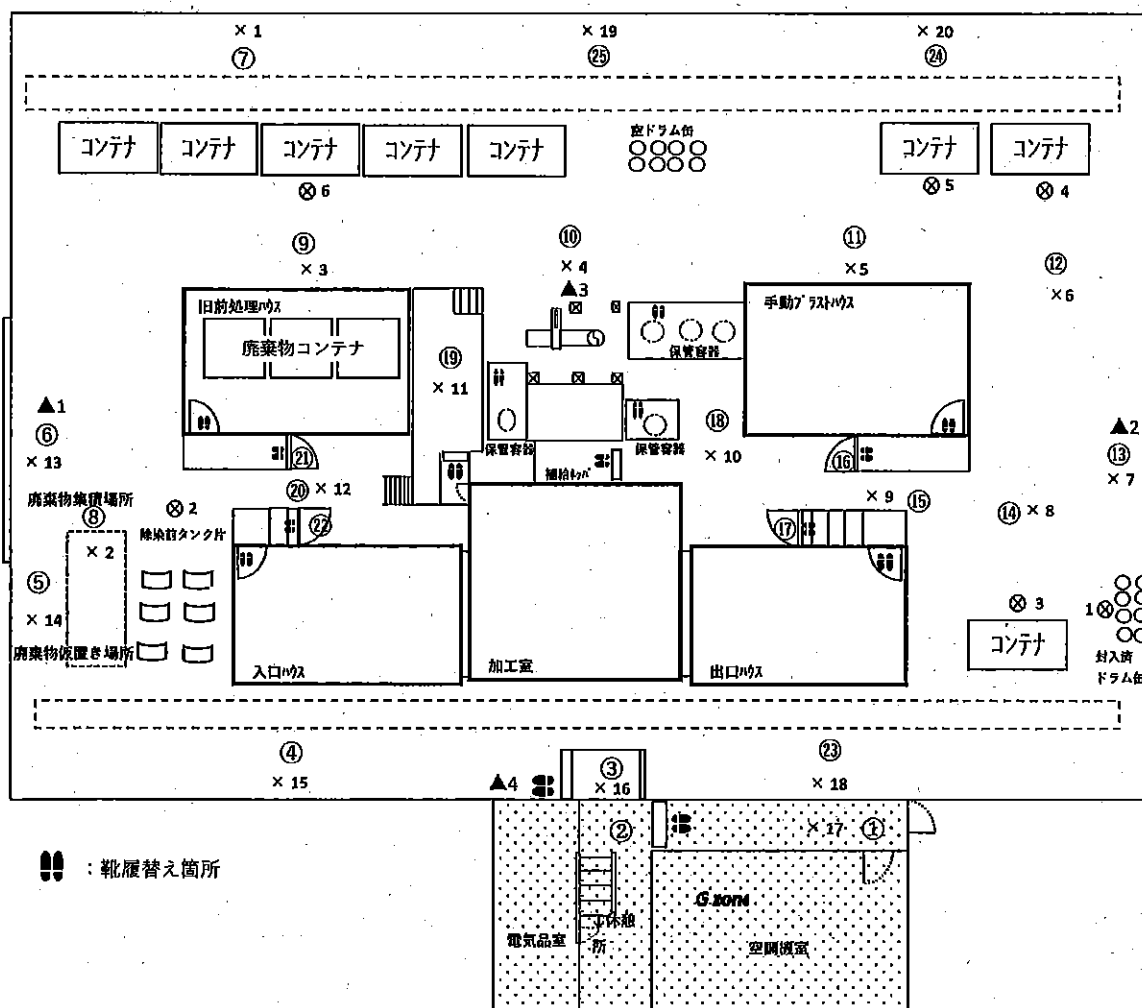 × 1
× 19
× 20
⑦
㉕
㉔
コンテナ
コンテナ
コンテナ
コンテナ
コンテナ
空ドラム缶
コンテナ
コンテナ
⊗ 6
⊗ 5
⊗ 4
⑨
⑩
⑪
⑫
× 3
× 4
× 5
× 6
▲3
旧前処理ハウス
廃棄物コンテナ
手動ブラストハウス
保管容器
⑲
× 11
▲1
⑥
× 13
⑱
× 10
▲2
⑬
× 7
保管容器
保管容器
補給ホッパ
㉑
⑯
⑳
× 12
× 9
⑮
廃棄物集積場所
⑧
× 2
⊗ 2
除染前タンク片
㉒
⑰
⑭
× 8
⑤
× 14
⊗ 3
1⊗
コンテナ
廃棄物仮置き場所
入口ハウス
加工室
出口ハウス
封入済
ドラム缶
④
× 15
▲4
③
× 16
㉓
× 18
②
× 17
①
:靴履替え箇所
G zone
電気品室
休憩
所
空調機室